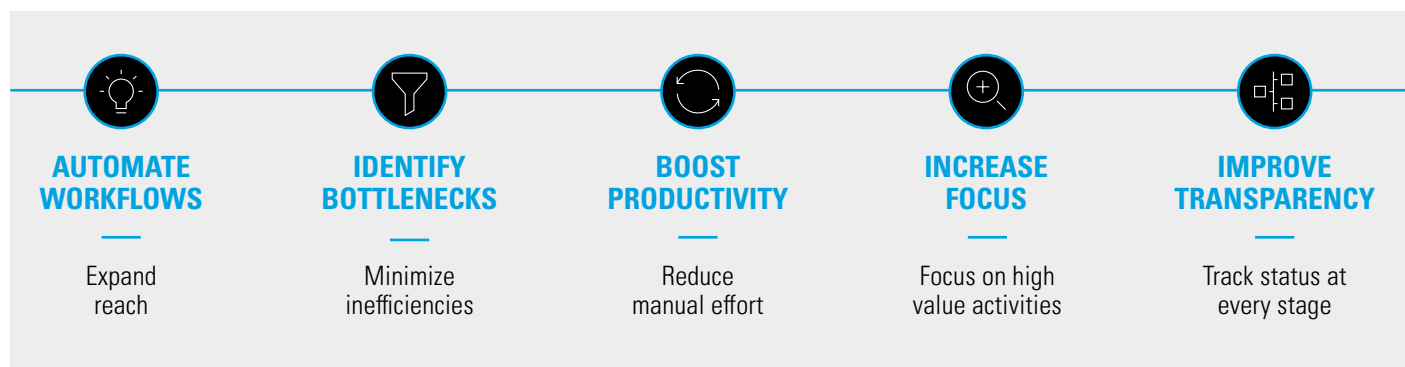 AUTOMATE
WORKFLOWS
Expand
reach
IDENTIFY
BOTTLENECKS
Minimize
inefficiencies
BOOST
PRODUCTIVITY
Reduce
manual effort
INCREASE
FOCUS
Focus on high
value activities
IMPROVE
TRANSPARENCY
Track status at
every stage